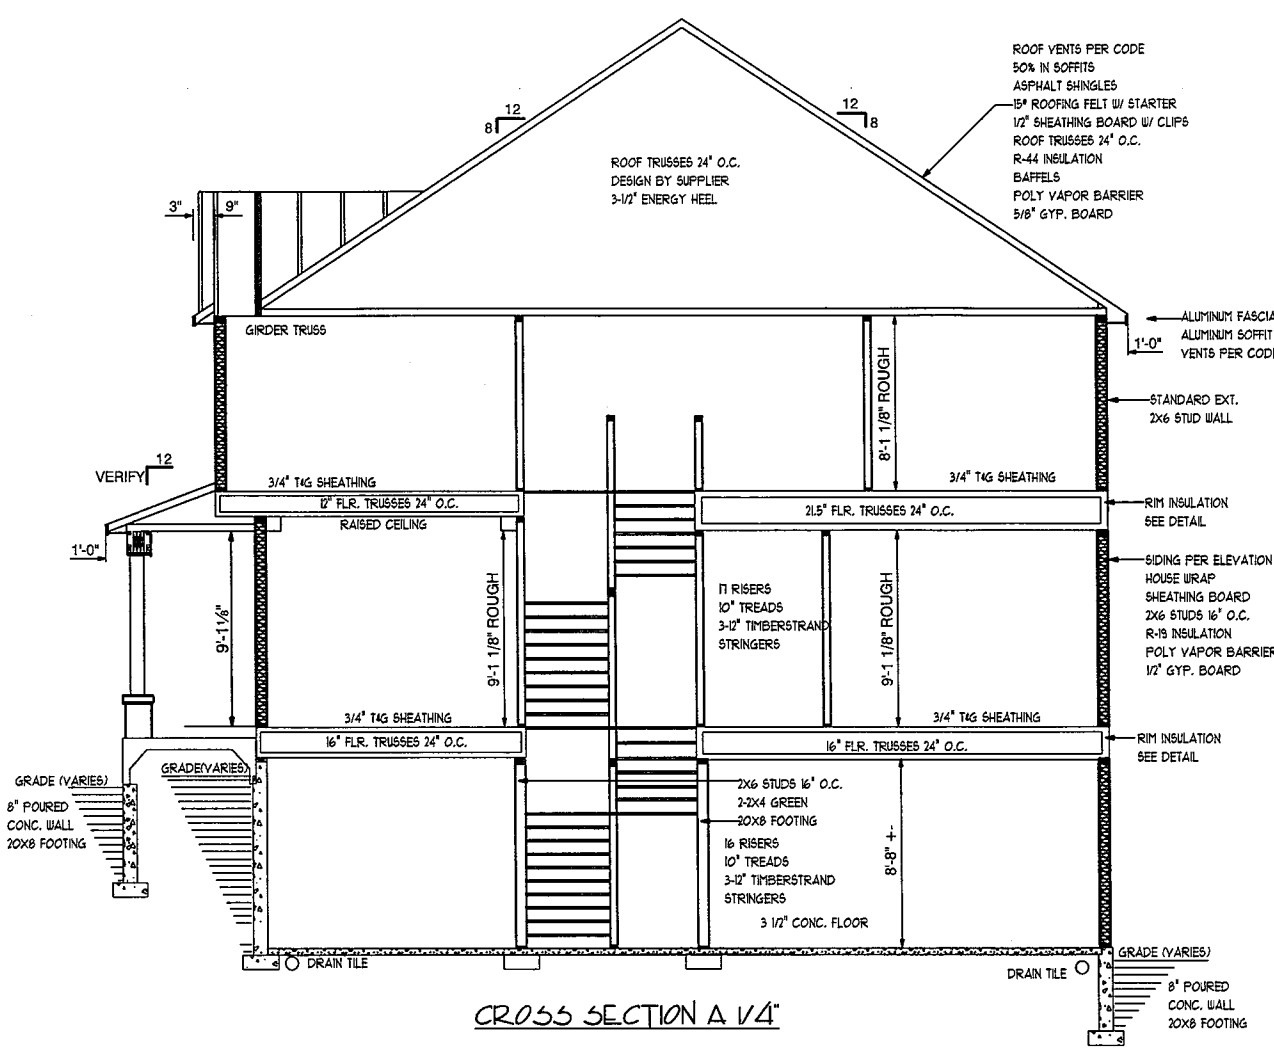 ROOF VENTS PER CODE
50% IN SOFFITS
ASPHALT SHINGLES
15# ROOFING FELT W/ STARTER
1/2" SHEATHING BOARD W/ CLIPS
ROOF TRUSSES 24" O.C.
R-44 INSULATION
BAFFELS
POLY VAPOR BARRIER
5/8" GYP. BOARD
12
8
12
8
ROOF TRUSSES 24" O.C.
DESIGN BY SUPPLIER
3-1/2" ENERGY HEEL
3"
9"
GIRDER TRUSS
ALUMINUM FASCIA
ALUMINUM SOFFIT
VENTS PER CODE
1'-0"
8'-1 1/8" ROUGH
STANDARD EXT.
2X6 STUD WALL
VERIFY
12
3/4" T&G SHEATHING
3/4" T&G SHEATHING
12" FLR. TRUSSES 24" O.C.
21.5" FLR. TRUSSES 24" O.C.
RIM INSULATION
SEE DETAIL
RAISED CEILING
1'-0"
9'-1 1/8"
9'-1 1/8" ROUGH
9'-1 1/8" ROUGH
17 RISERS
10" TREADS
3-12" TIMBERSTRAND
STRINGERS
SIDING PER ELEVATION
HOUSE WRAP
SHEATHING BOARD
2X6 STUDS 16" O.C.
R-19 INSULATION
POLY VAPOR BARRIER
1/2" GYP. BOARD
3/4" T&G SHEATHING
3/4" T&G SHEATHING
16" FLR. TRUSSES 24" O.C.
16" FLR. TRUSSES 24" O.C.
RIM INSULATION
SEE DETAIL
GRADE (VARIES)
GRADE(VARIES)
8" POURED
CONC. WALL
20X8 FOOTING
2X6 STUDS 16" O.C.
2-2X4 GREEN
20X8 FOOTING
16 RISERS
10" TREADS
3-12" TIMBERSTRAND
STRINGERS
8'-8" +-
3 1/2" CONC. FLOOR
DRAIN TILE
DRAIN TILE
GRADE (VARIES)
8" POURED
CONC. WALL
20X8 FOOTING
CROSS SECTION A 1/4"